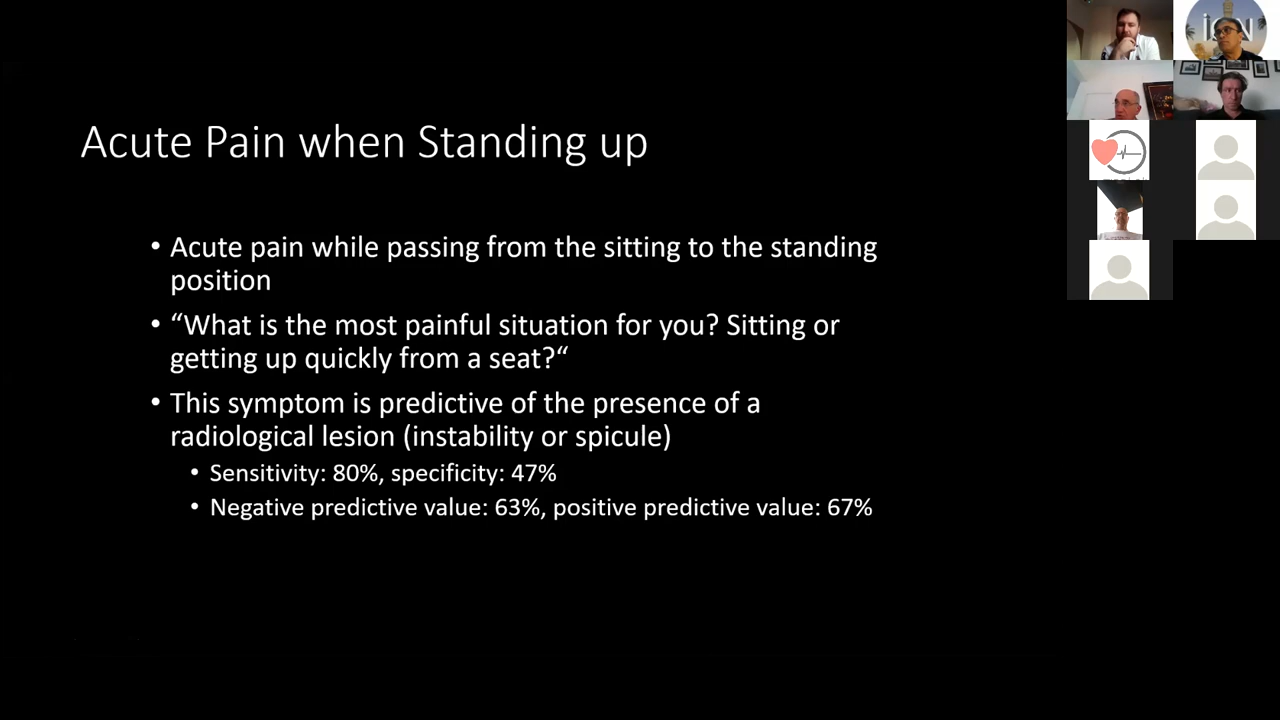 Acute Pain when Standing up
• Acute pain while passing from the sitting to the standing
position
• “What is the most painful situation for you? Sitting or
getting up quickly from a seat?“
• This symptom is predictive of the presence of a
radiological lesion (instability or spicule)
• Sensitivity: 80%, specificity: 47%
• Negative predictive value: 63%, positive predictive value: 67%